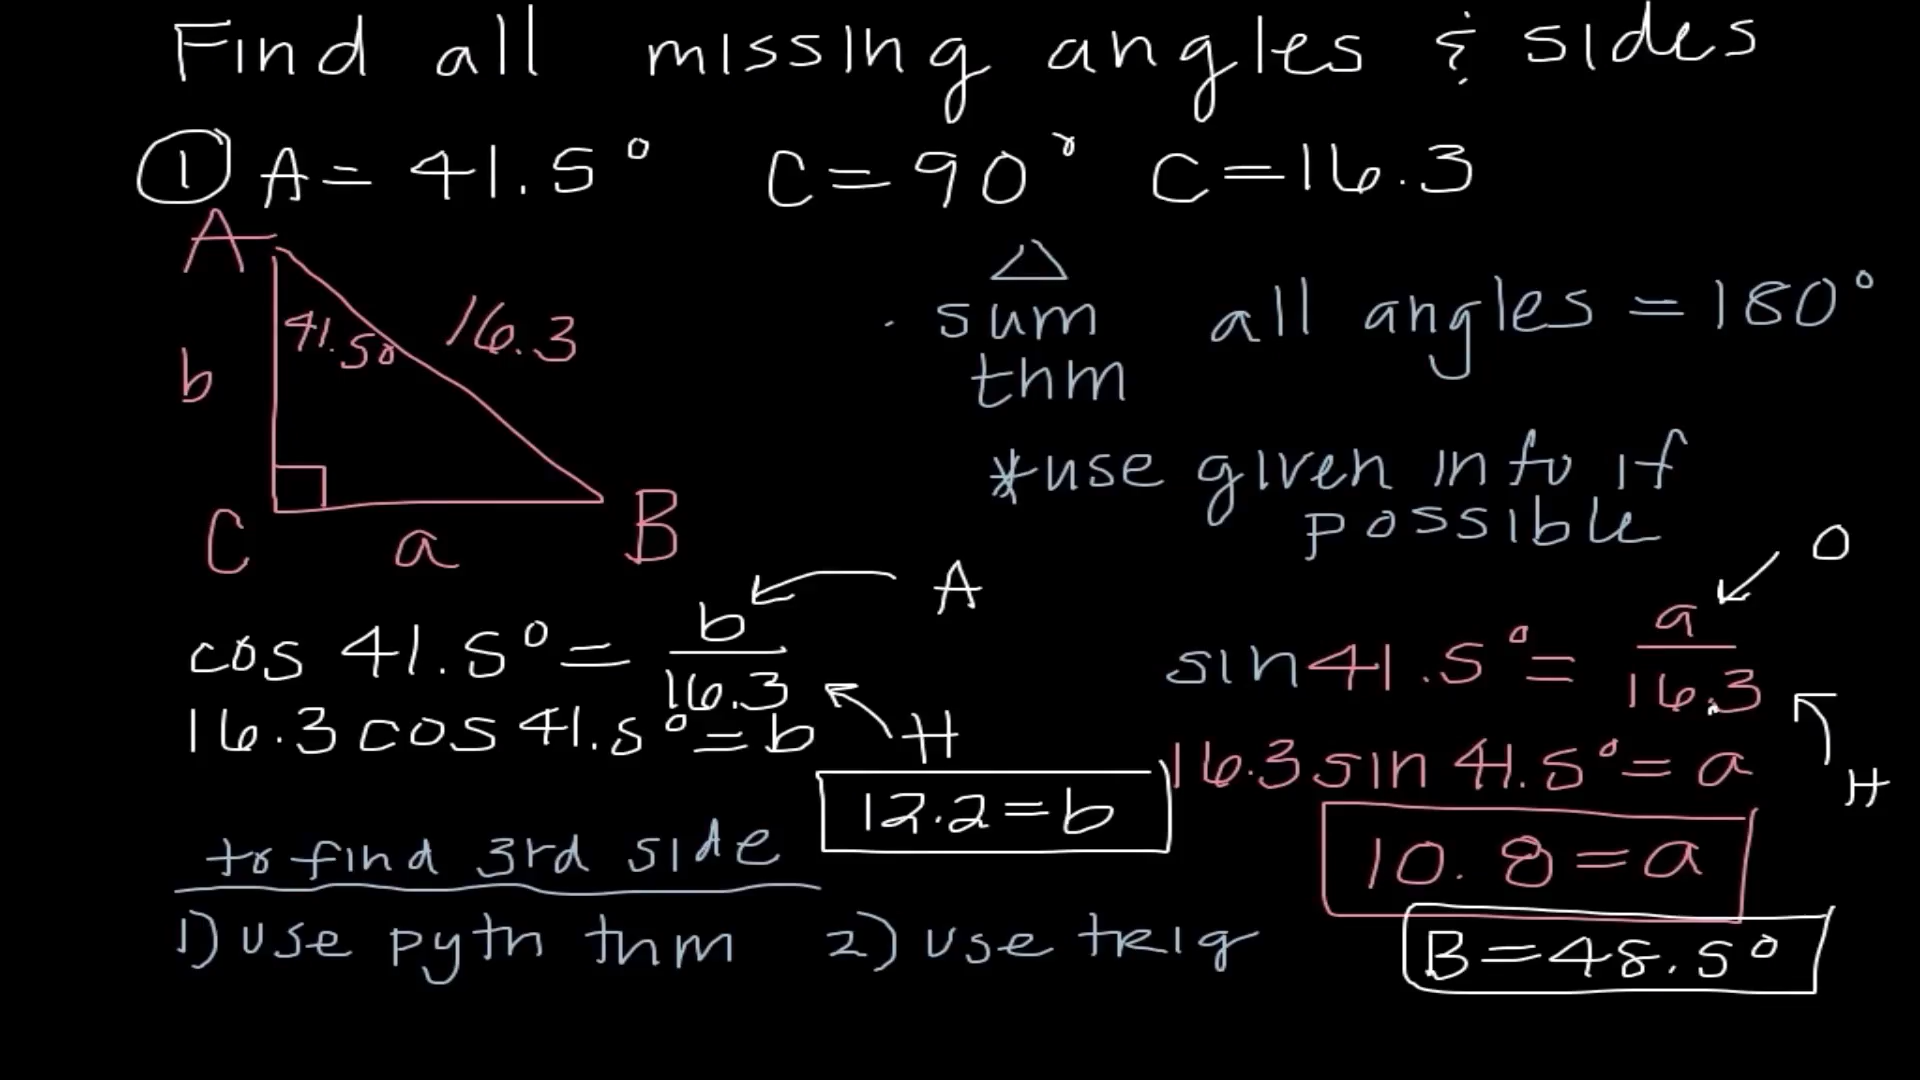 Find all missing angles & sides
① A = 41.5° C = 90° C = 16.3
A
41.5°
16.3
b
C
a
B
△
sum all angles = 180°
thm
*use given info if
possible
cos 41.5° = b/16.3
A
H
16.3 cos 41.5° = b
12.2 = b
sin 41.5° = a/16.3
O
H
16.3 sin 41.5° = a
10.8 = a
B = 48.5°
to find 3rd side
1) use pyth thm 2) use trig